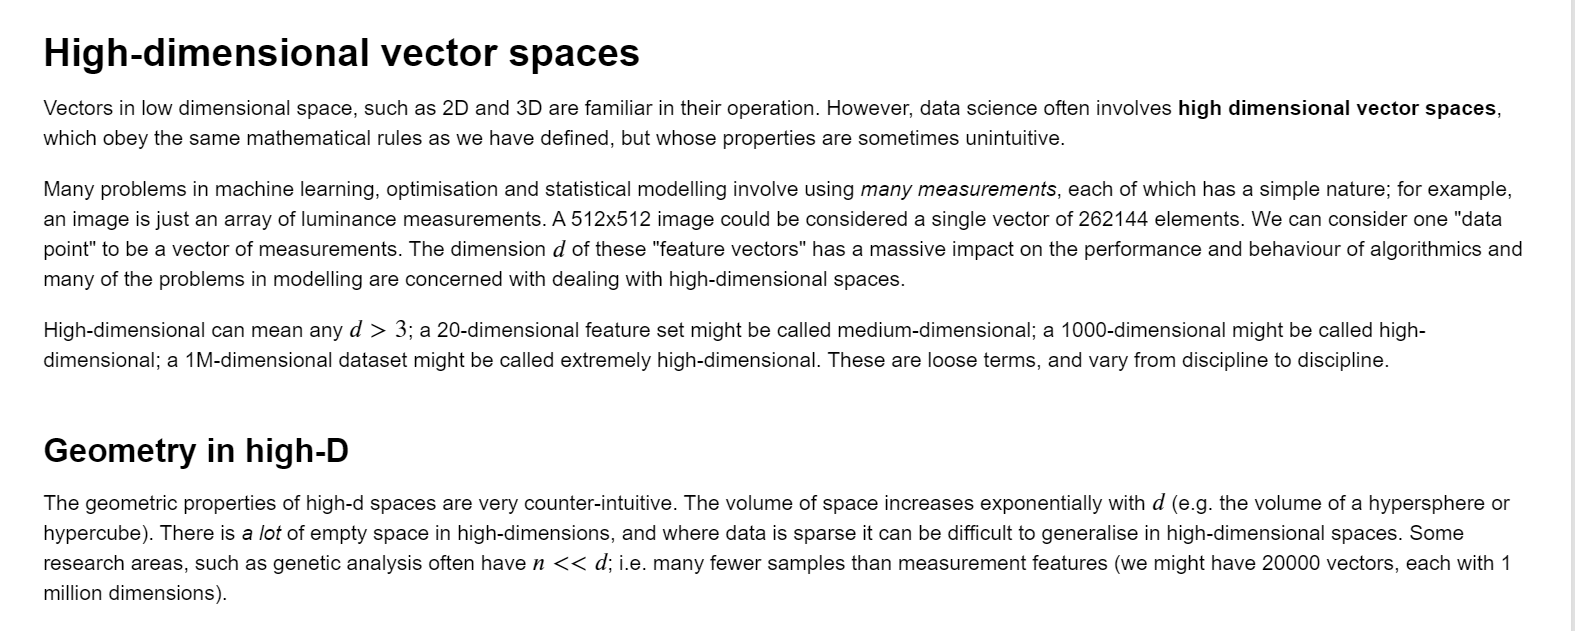 High-dimensional vector spaces
Vectors in low dimensional space, such as 2D and 3D are familiar in their operation. However, data science often involves high dimensional vector spaces,
which obey the same mathematical rules as we have defined, but whose properties are sometimes unintuitive.
Many problems in machine learning, optimisation and statistical modelling involve using many measurements, each of which has a simple nature; for example,
an image is just an array of luminance measurements. A 512x512 image could be considered a single vector of 262144 elements. We can consider one "data
point" to be a vector of measurements. The dimension d of these "feature vectors" has a massive impact on the performance and behaviour of algorithmics and
many of the problems in modelling are concerned with dealing with high-dimensional spaces.
High-dimensional can mean any d > 3; a 20-dimensional feature set might be called medium-dimensional; a 1000-dimensional might be called high-
dimensional; a 1M-dimensional dataset might be called extremely high-dimensional. These are loose terms, and vary from discipline to discipline.
Geometry in high-D
The geometric properties of high-d spaces are very counter-intuitive. The volume of space increases exponentially with d (e.g. the volume of a hypersphere or
hypercube). There is a lot of empty space in high-dimensions, and where data is sparse it can be difficult to generalise in high-dimensional spaces. Some
research areas, such as genetic analysis often have n << d; i.e. many fewer samples than measurement features (we might have 20000 vectors, each with 1
million dimensions).